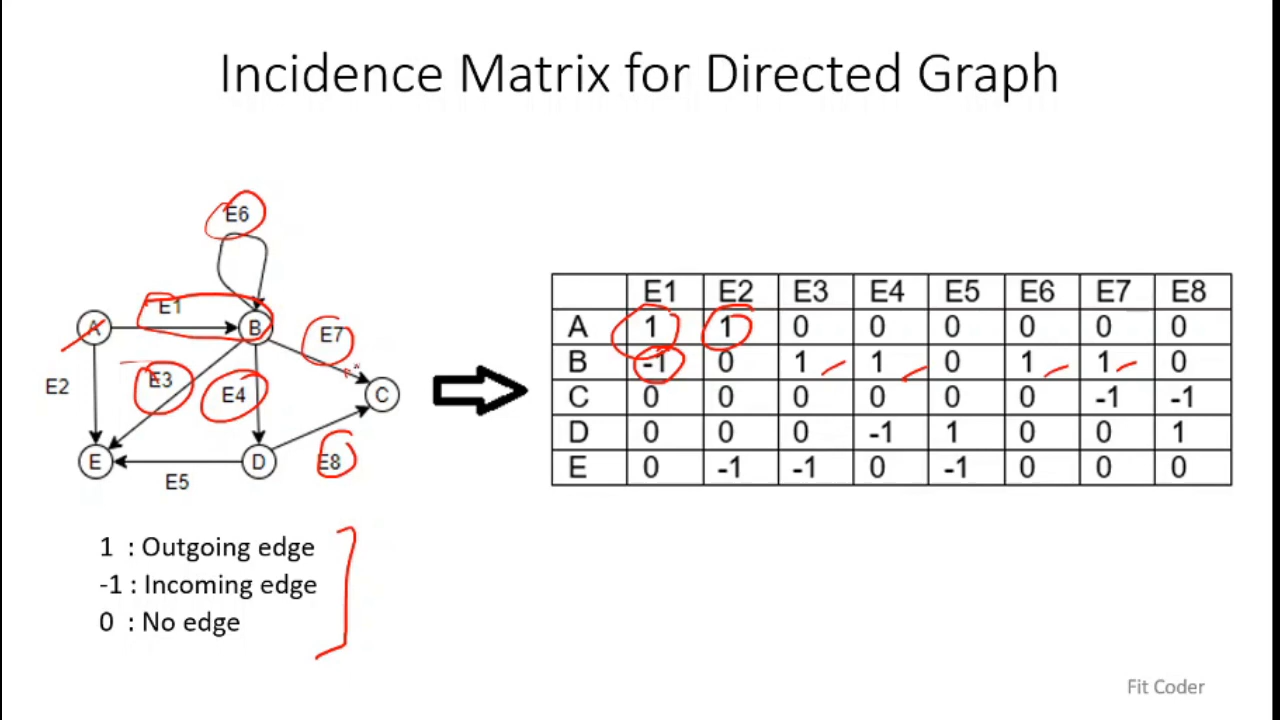 Incidence Matrix for Directed Graph
E6
E1
A
B
E7
E2
E3
E4
C
E
D
E8
E5
E1 E2 E3 E4 E5 E6 E7 E8
A 1 1 0 0 0 0 0 0
B -1 0 1 1 0 1 1 0
C 0 0 0 0 0 0 -1 -1
D 0 0 0 -1 1 0 0 1
E 0 -1 -1 0 -1 0 0 0
1 : Outgoing edge
-1 : Incoming edge
0 : No edge
Fit Coder